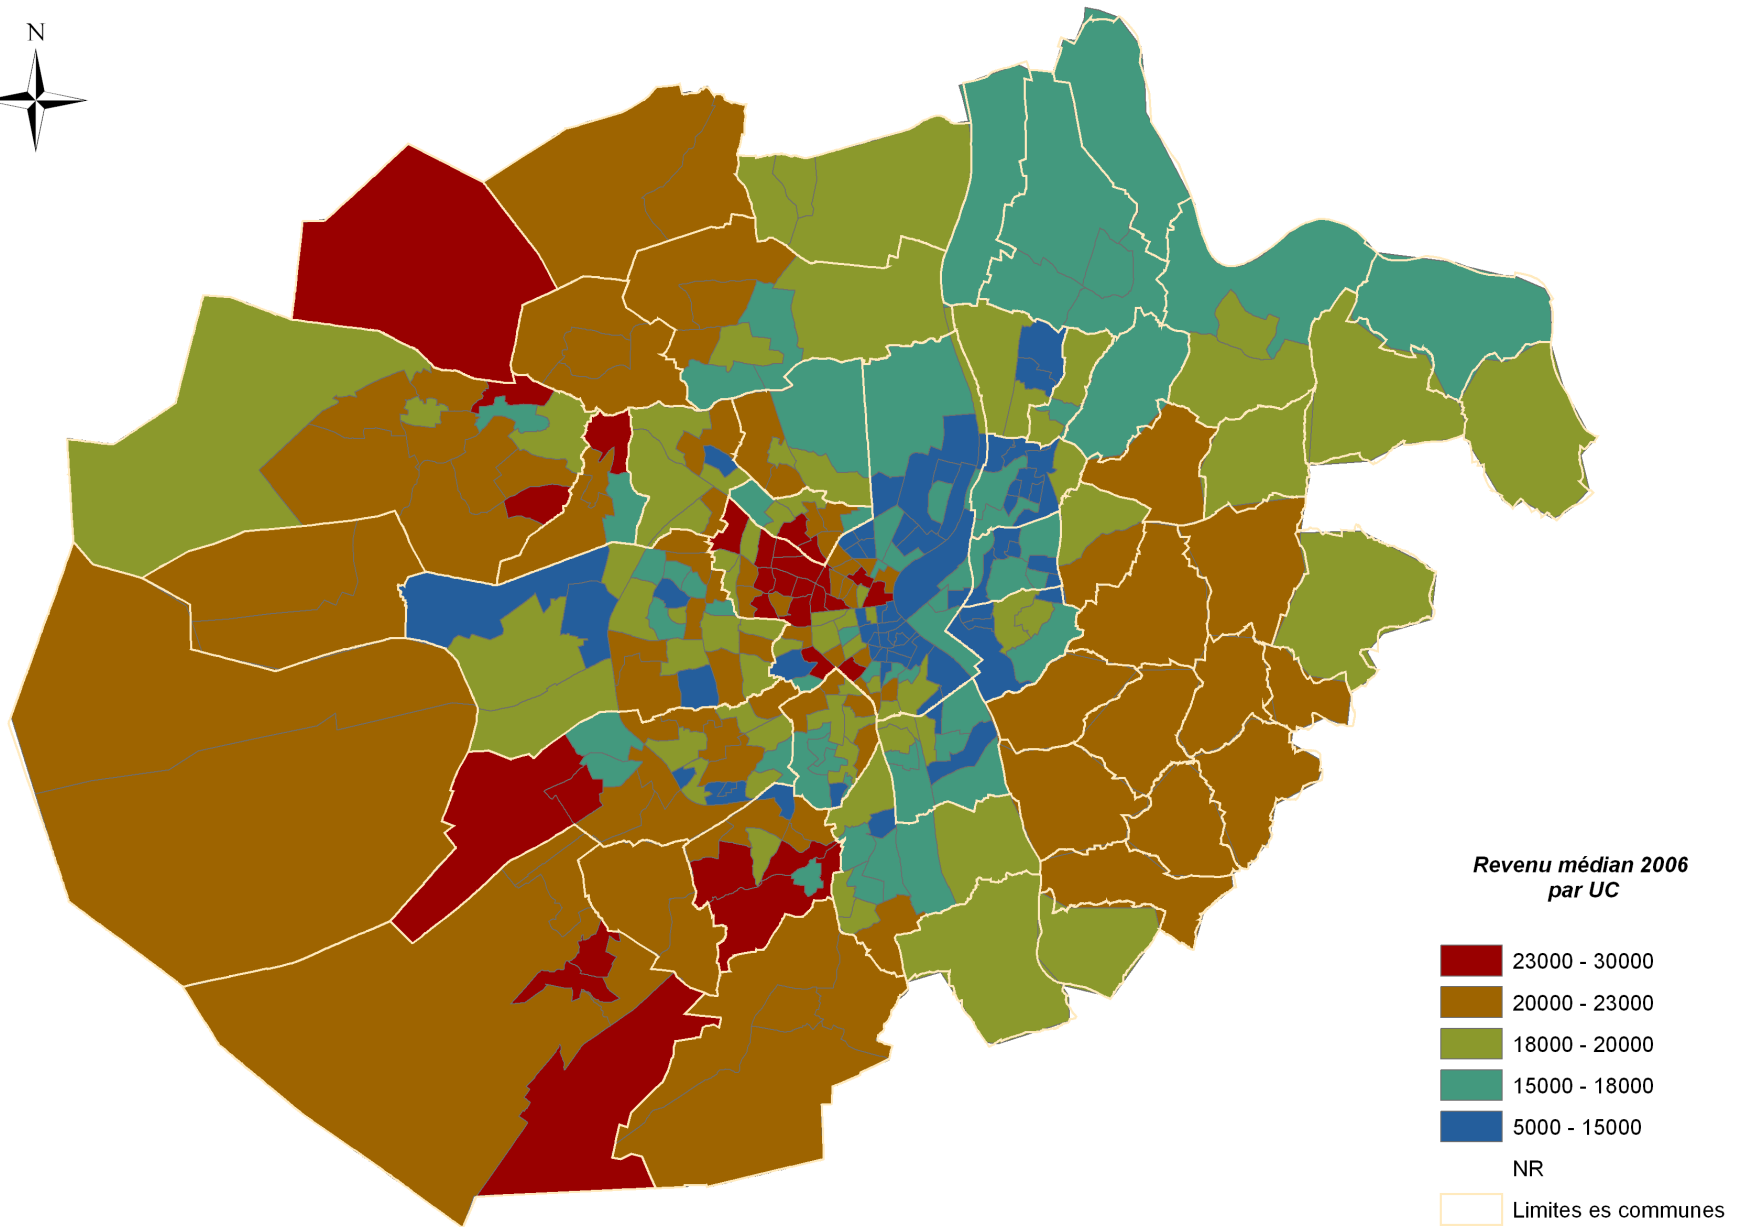 N
Revenu médian 2006
par UC
23000 - 30000
20000 - 23000
18000 - 20000
15000 - 18000
5000 - 15000
NR
Limites es communes